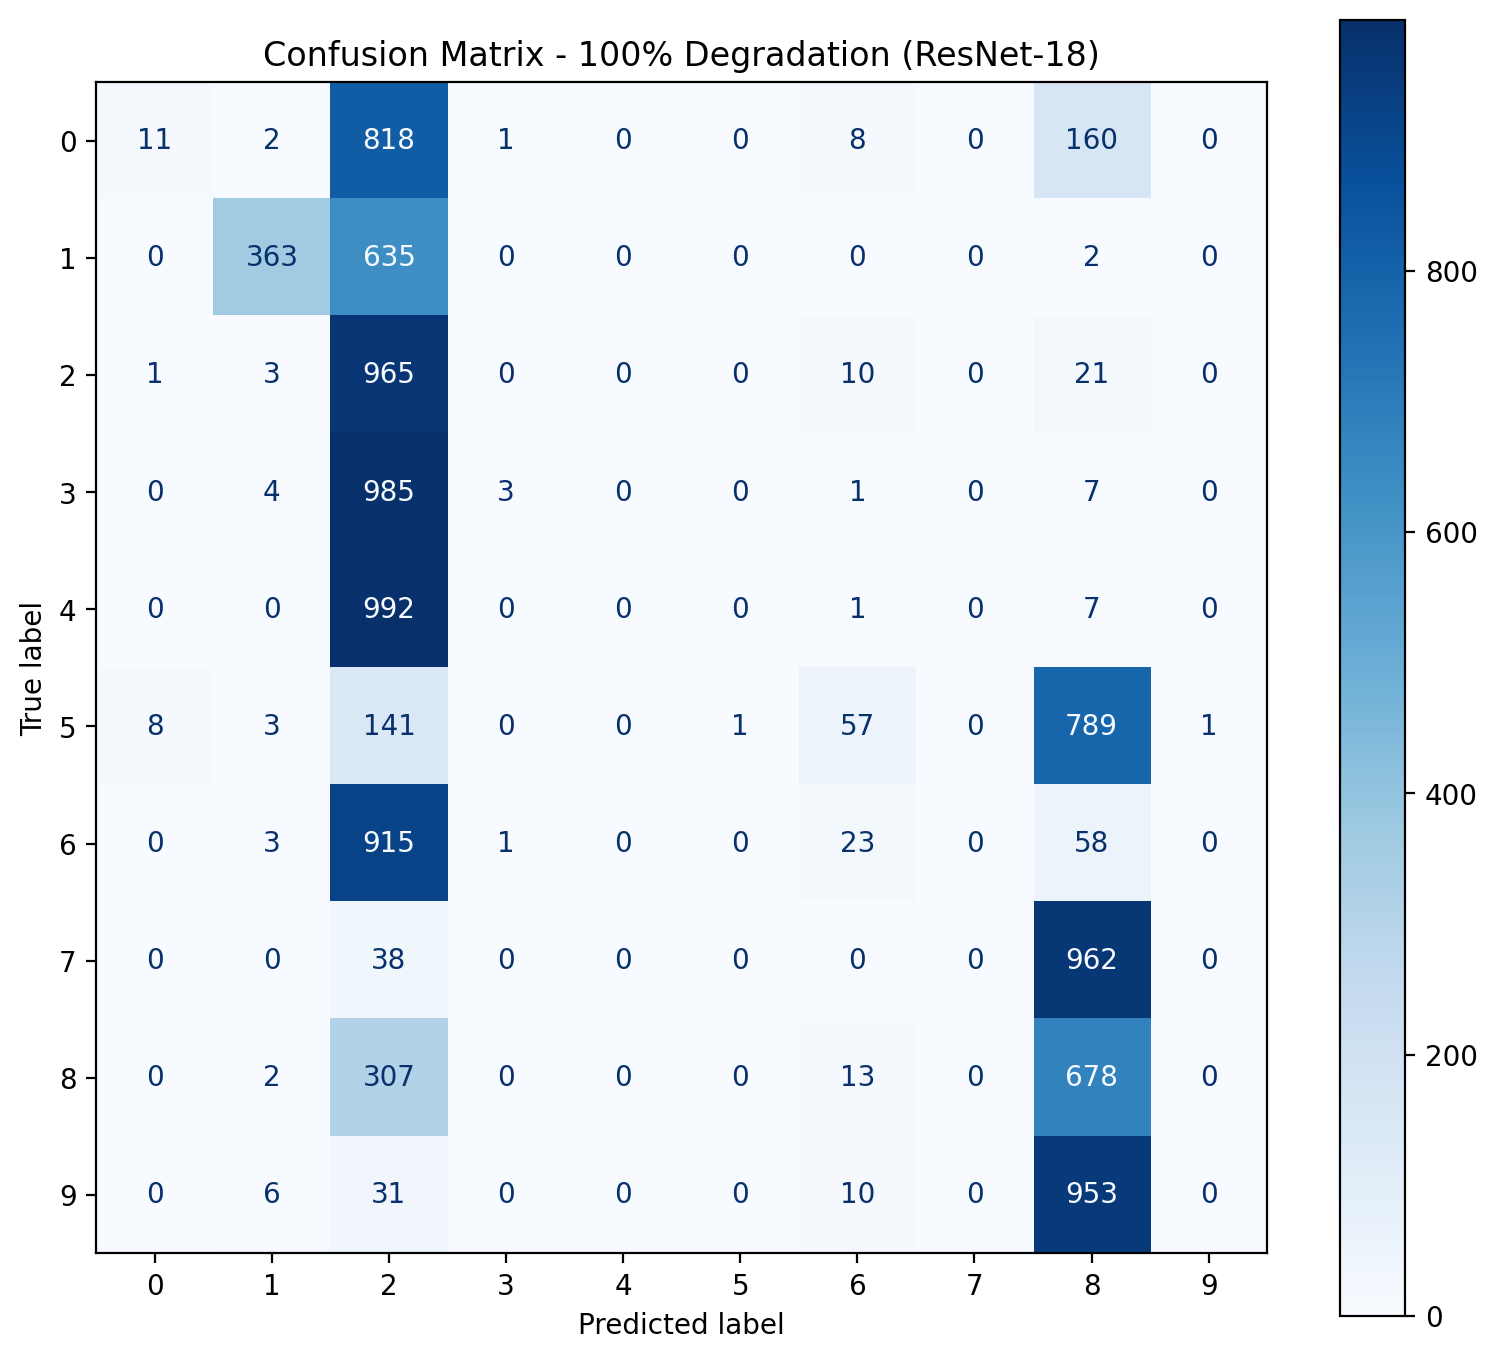 Confusion Matrix - 100% Degradation (ResNet-18)
0 11 2 818 1 0 0 8 0 160 0
1 0 363 635 0 0 0 0 0 2 0
2 1 3 965 0 0 0 10 0 21 0
3 0 4 985 3 0 0 1 0 7 0
4 0 0 992 0 0 0 1 0 7 0
5 8 3 141 0 0 1 57 0 789 1
6 0 3 915 1 0 0 23 0 58 0
7 0 0 38 0 0 0 0 0 962 0
8 0 2 307 0 0 0 13 0 678 0
9 0 6 31 0 0 0 10 0 953 0
0 1 2 3 4 5 6 7 8 9
Predicted label
True label
800
600
400
200
0